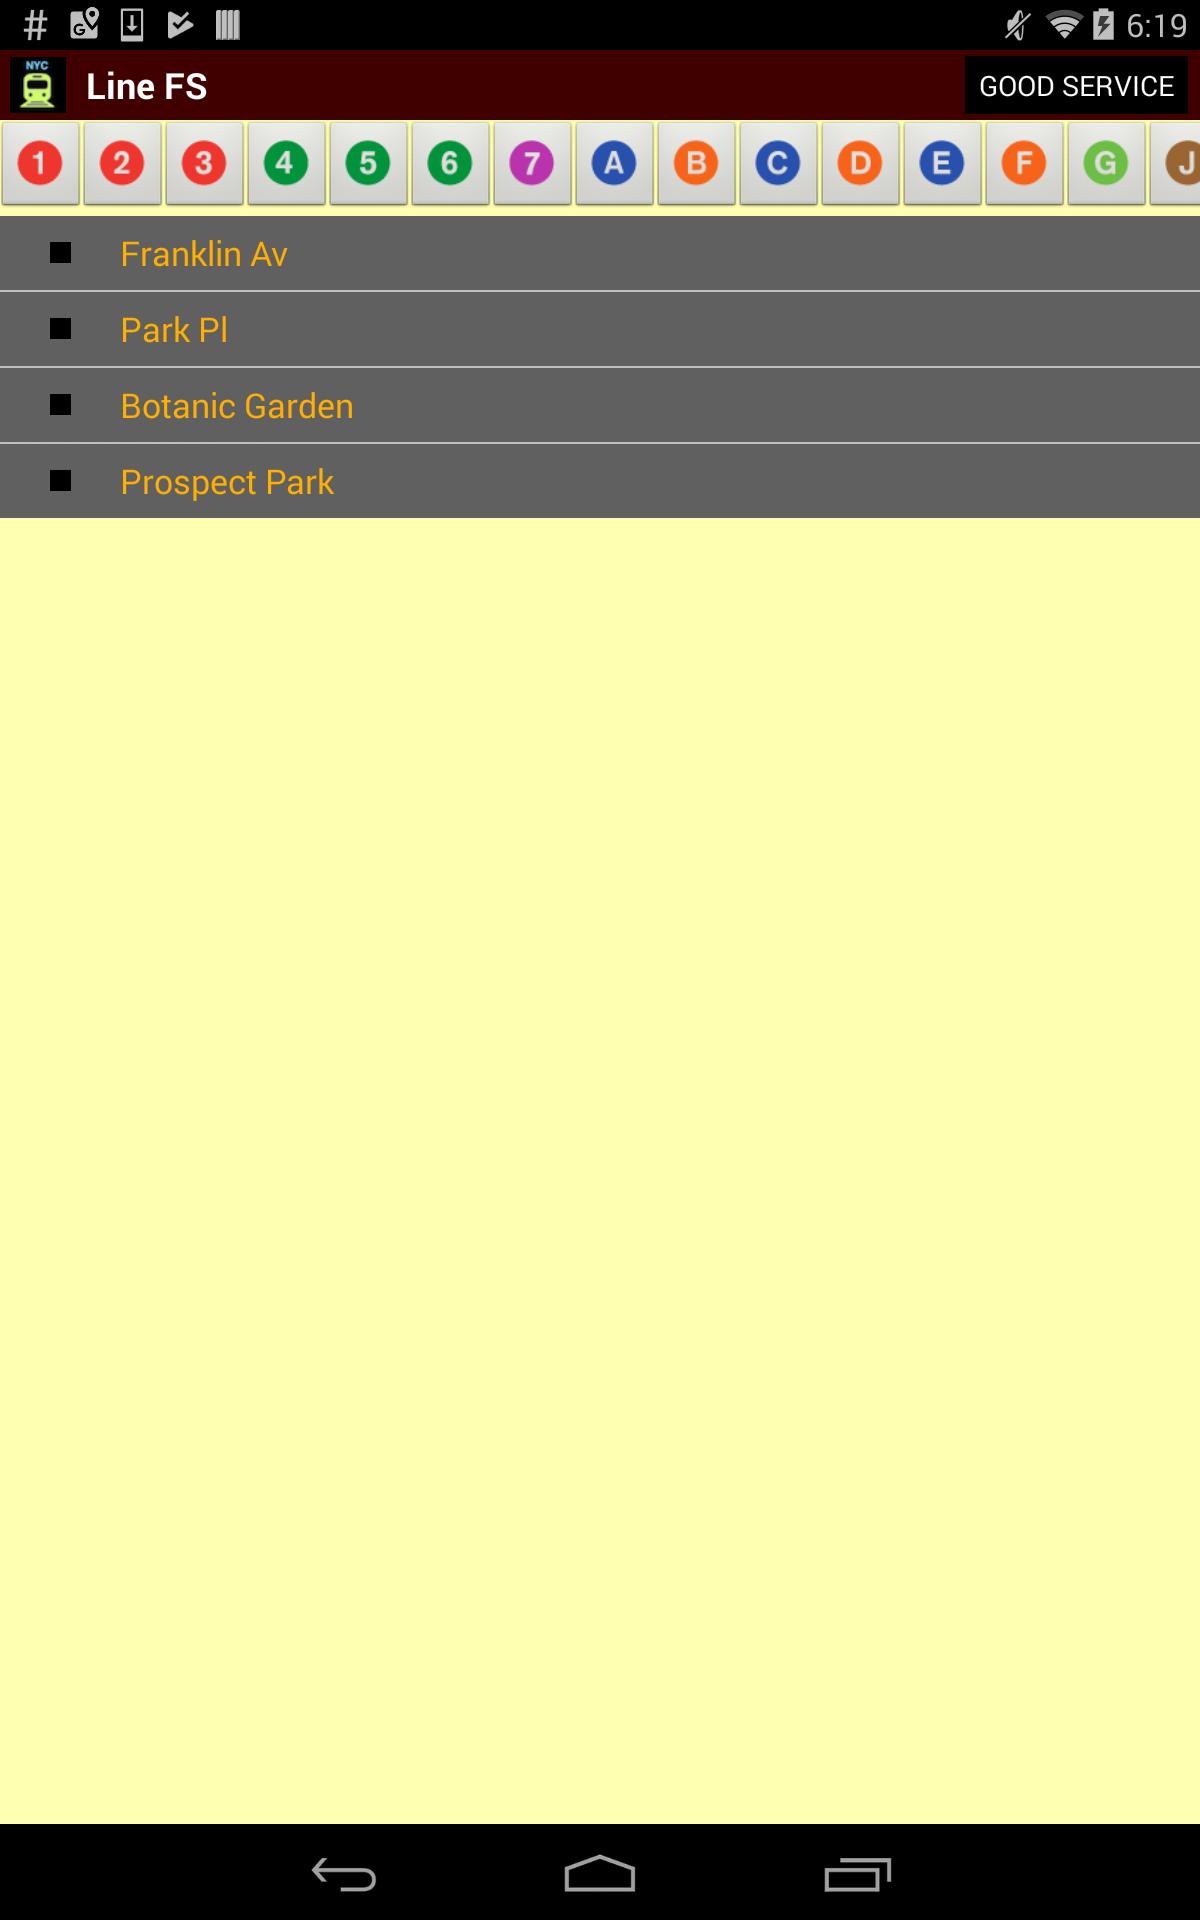 6:19
NYC
Line FS
GOOD SERVICE
1 2 3 4 5 6 7 A B C D E F G J
Franklin Av
Park Pl
Botanic Garden
Prospect Park